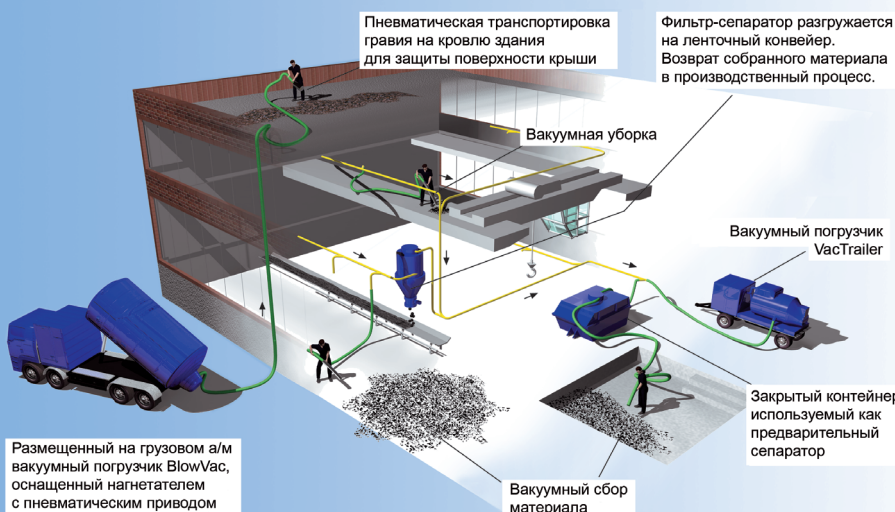 Пневматическая транспортировка
гравия на кровлю здания
для защиты поверхности крыши
Фильтр-сепаратор разгружается
на ленточный конвейер.
Возврат собранного материала
в производственный процесс.
Вакуумная уборка
Вакуумный погрузчик
VacTrailer
Закрытый контейнер
используемый как
предварительный
сепаратор
Размещенный на грузовом а/м
вакуумный погрузчик BlowVac,
оснащенный нагнетателем
с пневматическим приводом
Вакуумный сбор
материала